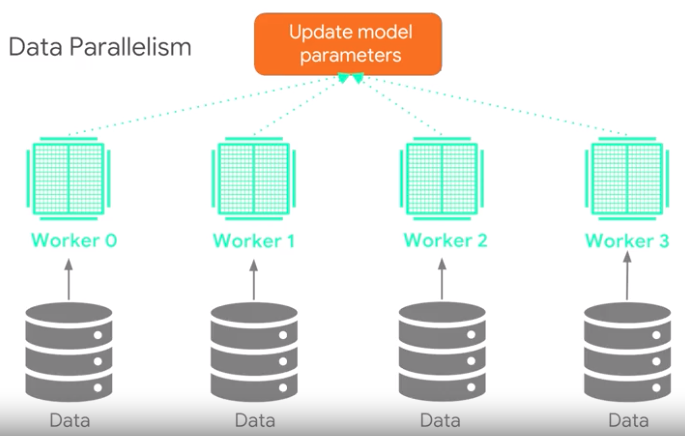 Data Parallelism
Update model
parameters
Worker 0
Worker 1
Worker 2
Worker 3
Data
Data
Data
Data